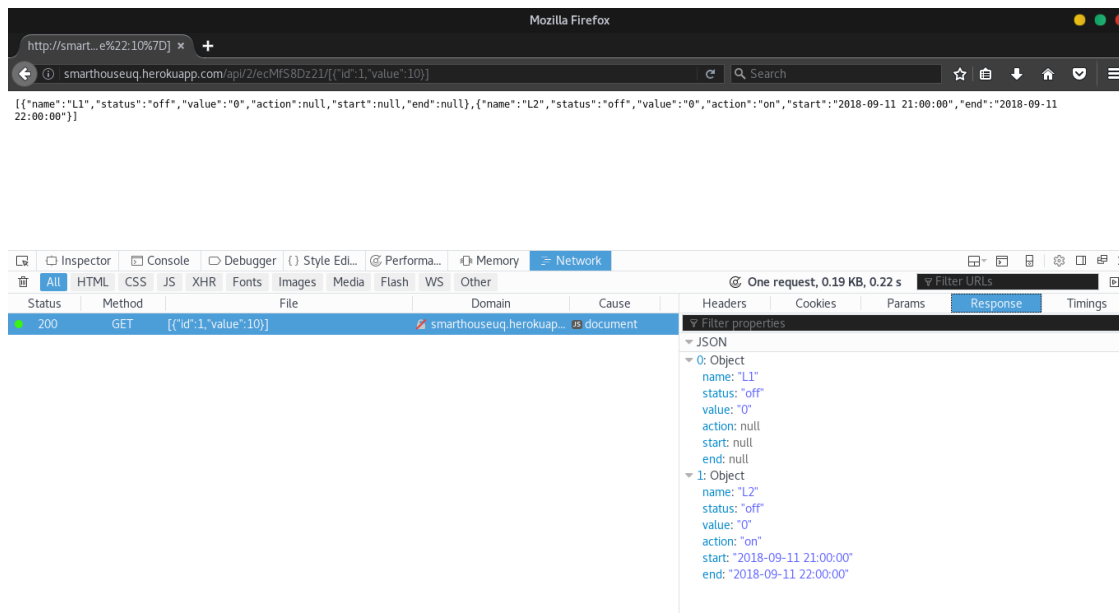 Mozilla Firefox
http://smart...e%22:10%7D] × +
smarthouseuq.herokuapp.com/api/2/ecMfS8Dz21/[{"id":1,"value":10}] Search
[{"name":"L1","status":"off","value":"0","action":null,"start":null,"end":null},{"name":"L2","status":"off","value":"0","action":"on","start":"2018-09-11 21:00:00","end":"2018-09-11
22:00:00"}]
Inspector Console Debugger {} Style Edi... Performa... Memory Network
All HTML CSS JS XHR Fonts Images Media Flash WS Other One request, 0.19 KB, 0.22 s Filter URLs
Status Method File Domain Cause Headers Cookies Params Response Timings
200 GET [{"id":1,"value":10}] smarthouseuq.herokuap... JS document Filter properties
JSON
0: Object
name: "L1"
status: "off"
value: "0"
action: null
start: null
end: null
1: Object
name: "L2"
status: "off"
value: "0"
action: "on"
start: "2018-09-11 21:00:00"
end: "2018-09-11 22:00:00"